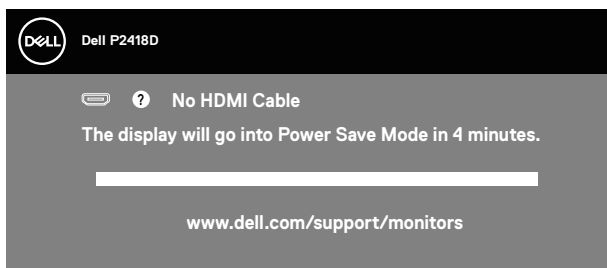 DELL
Dell P2418D
? No HDMI Cable
The display will go into Power Save Mode in 4 minutes.
www.dell.com/support/monitors